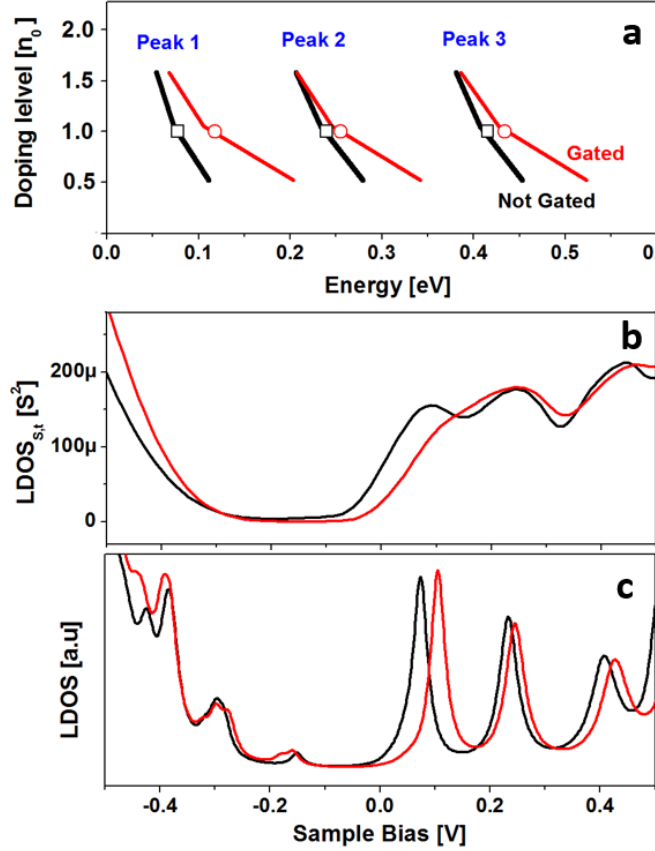 Doping lelvel [n0]
2.0
1.5
1.0
0.5
Peak 1
Peak 2
Peak 3
a
Gated
Not Gated
0.0
0.1
0.2
0.3
0.4
0.5
Energy [eV]
LDOSS,t [S2]
200µ
100µ
0
b
LDOS [a.u]
c
-0.4
-0.2
0.0
0.2
0.4
Sample Bias [V]